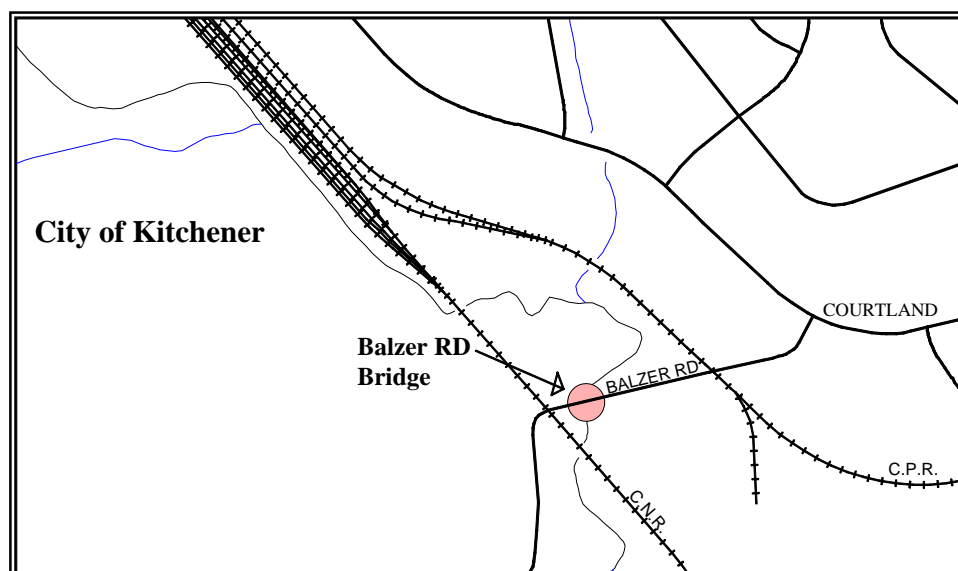 City of Kitchener
COURTLAND
Balzer RD
Bridge
BALZER RD
C.P.R.
C.N.R.